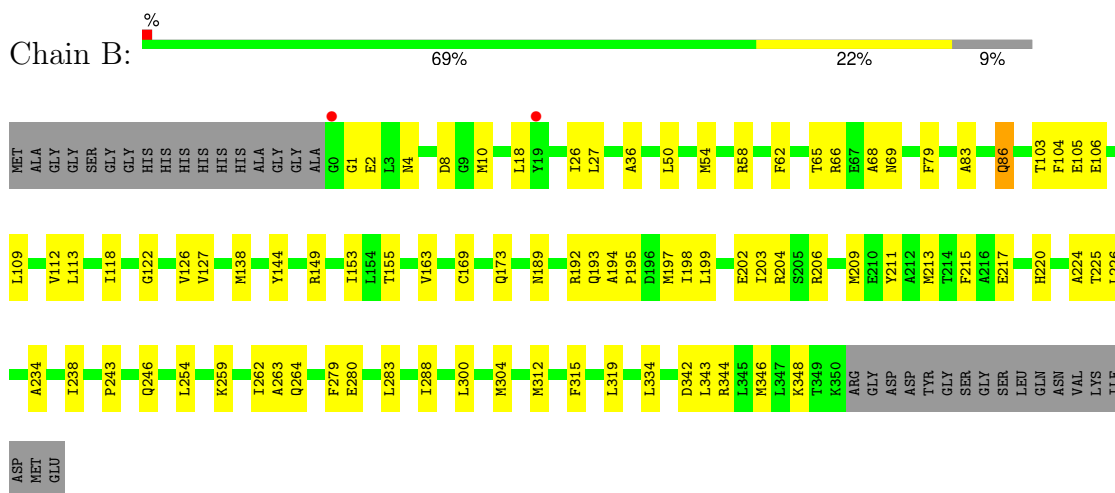 %
Chain B:
69% 22% 9%
MET ALA GLY GLY SER GLY GLY HIS HIS HIS HIS HIS HIS ALA GLY GLY ALA G0 G1 E2 L3 N4 D8 G9 M10 L18 Y19 I26 L27 A36 L50 M54 R58 F62 T65 R66 E67 A68 N69 F79 A83 Q86 T103 F104 E105 E106
L109 V112 L113 I118 G122 V126 V127 M138 Y144 R149 I153 L154 T155 V163 C169 Q173 N189 R192 Q193 A194 P195 D196 M197 I198 L199 E202 I203 R204 S205 R206 M209 E210 Y211 A212 M213 T214 F215 A216 E217 H220 A224 T225 L226
A234 I238 P243 Q246 L254 K259 I262 A263 Q264 F279 E280 L283 I288 L300 M304 M312 F315 L319 L334 D342 L343 R344 L345 M346 L347 K348 T349 K350 ARG GLY ASP ASP TYR GLY SER GLY SER LEU GLN ASN VAL LYS ILE
ASP MET GLU